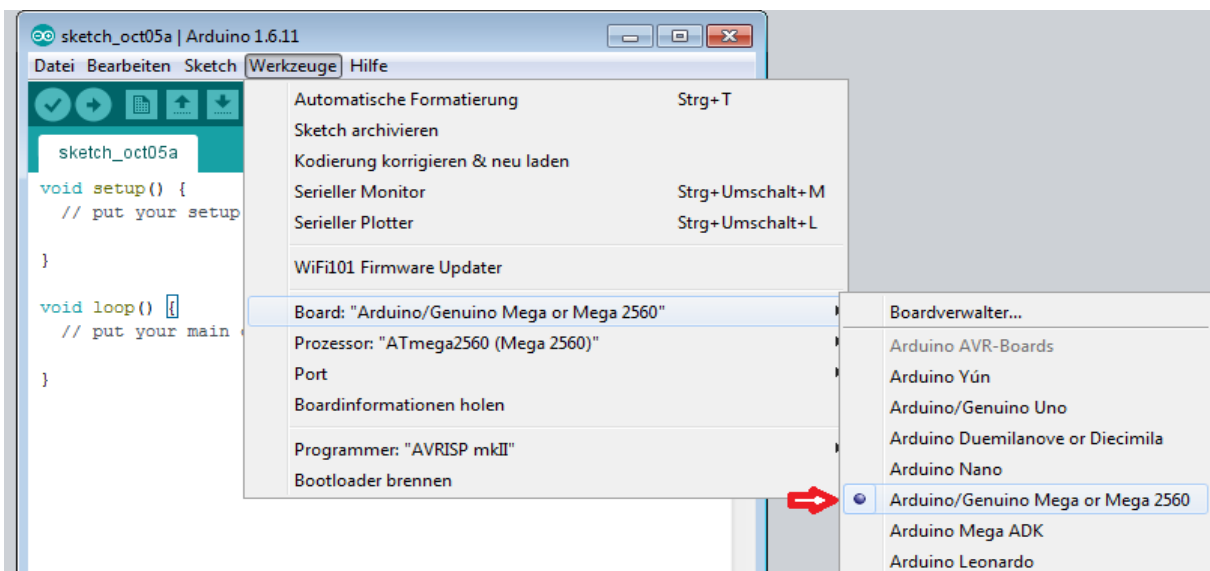 sketch_oct05a | Arduino 1.6.11
Datei Bearbeiten Sketch Werkzeuge Hilfe
sketch_oct05a
void setup() {
// put your setup
}
void loop() {
// put your main
}
Automatische Formatierung Strg+T
Sketch archivieren
Kodierung korrigieren & neu laden
Serieller Monitor Strg+Umschalt+M
Serieller Plotter Strg+Umschalt+L
WiFi101 Firmware Updater
Board: "Arduino/Genuino Mega or Mega 2560"
Prozessor: "ATmega2560 (Mega 2560)"
Port
Boardinformationen holen
Programmer: "AVRISP mkII"
Bootloader brennen
Boardverwalter...
Arduino AVR-Boards
Arduino Yún
Arduino/Genuino Uno
Arduino Duemilanove or Diecimila
Arduino Nano
Arduino/Genuino Mega or Mega 2560
Arduino Mega ADK
Arduino Leonardo